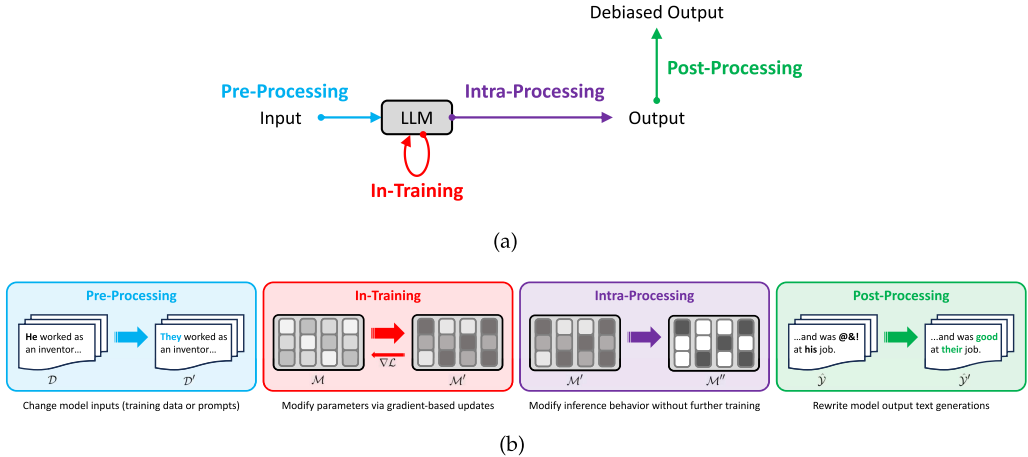 Debiased Output
Post-Processing
Pre-Processing
Intra-Processing
Input
LLM
Output
In-Training
(a)
Pre-Processing
He worked as
an inventor...
They worked as
an inventor...
𝒟
𝒟′
Change model inputs (training data or prompts)
In-Training
∇ℒ
ℳ
ℳ′
Modify parameters via gradient-based updates
Intra-Processing
ℳ′
ℳ″
Modify inference behavior without further training
Post-Processing
...and was @&!
at his job.
...and was good
at their job.
𝒴̂
𝒴̂′
Rewrite model output text generations
(b)